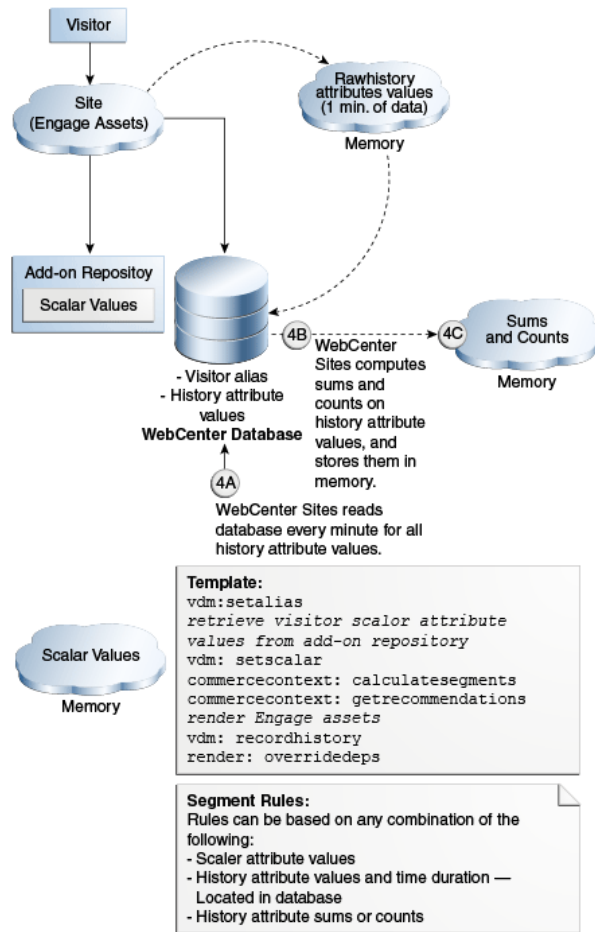 Visitor
Site
(Engage Assets)
Rawhistory
attributes values
(1 min. of data)
Memory
Add-on Repositoy
Scalar Values
- Visitor alias
- History attribute
values
WebCenter Database
4B
WebCenter
Sites computes
sums and
counts on
history attribute
values, and
stores them in
memory.
4C
Sums
and Counts
Memory
4A
WebCenter Sites reads
database every minute for all
history attribute values.
Scalar Values
Memory
Template:
vdm:setalias
retrieve visitor scalor attribute
values from add-on repository
vdm: setscalar
commercecontext: calculatesegments
commercecontext: getrecommendations
render Engage assets
vdm: recordhistory
render: overridedeps
Segment Rules:
Rules can be based on any combination of the
following:
- Scaler attribute values
- History attribute values and time duration —
Located in database
- History attribute sums or counts